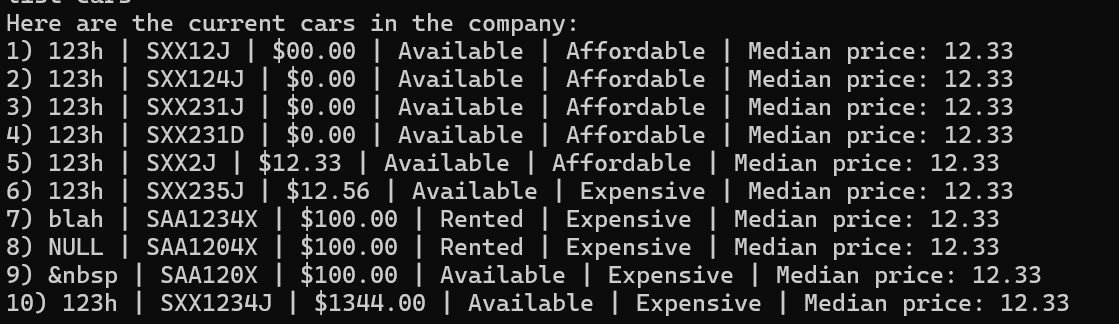 list cars
Here are the current cars in the company:
1) 123h | SXX12J | $00.00 | Available | Affordable | Median price: 12.33
2) 123h | SXX124J | $0.00 | Available | Affordable | Median price: 12.33
3) 123h | SXX231J | $0.00 | Available | Affordable | Median price: 12.33
4) 123h | SXX231D | $0.00 | Available | Affordable | Median price: 12.33
5) 123h | SXX2J | $12.33 | Available | Affordable | Median price: 12.33
6) 123h | SXX235J | $12.56 | Available | Expensive | Median price: 12.33
7) blah | SAA1234X | $100.00 | Rented | Expensive | Median price: 12.33
8) NULL | SAA1204X | $100.00 | Rented | Expensive | Median price: 12.33
9) &nbsp | SAA120X | $100.00 | Available | Expensive | Median price: 12.33
10) 123h | SXX1234J | $1344.00 | Available | Expensive | Median price: 12.33